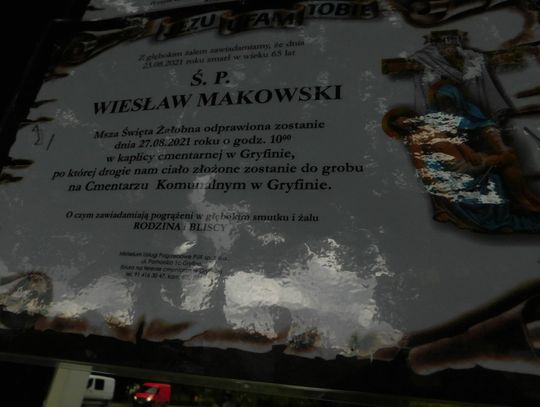 JEZU UFAM TOBIE
Z głębokim żalem zawiadamiamy, że dnia
23.08.2021 roku zmarł w wieku 65 lat
Ś. P.
WIESŁAW MAKOWSKI
Msza Święta Żałobna odprawiona zostanie
dnia 27.08.2021 roku o godz. 10⁰⁰
w kaplicy cmentarnej w Gryfinie,
po której drogie nam ciało złożone zostanie do grobu
na Cmentarzu Komunalnym w Gryfinie.
O czym zawiadamiają pogrążeni w głębokim smutku i żalu
RODZINA i BLISCY
Usług Pogrzebowych